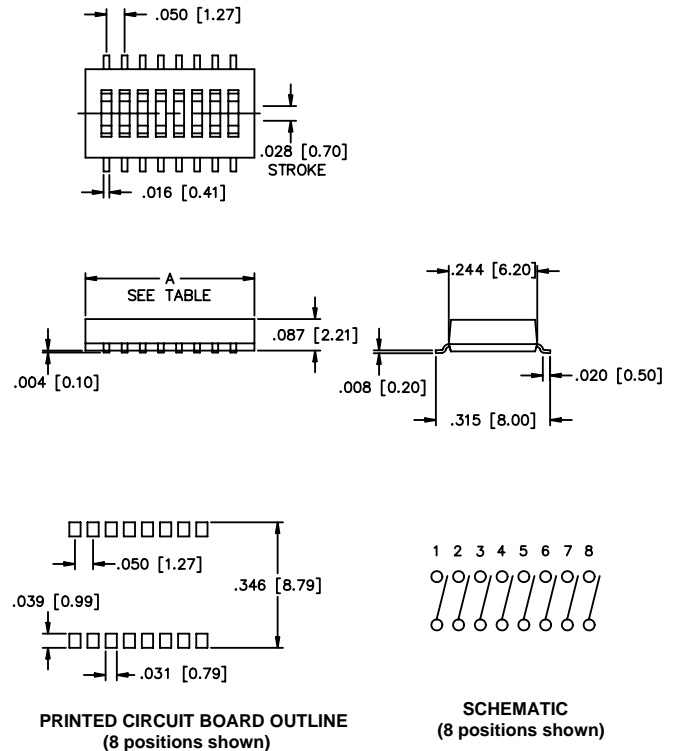 .050 [1.27]
.028 [0.70]
STROKE
.016 [0.41]
A
SEE TABLE
.087 [2.21]
.004 [0.10]
.244 [6.20]
.008 [0.20]
.020 [0.50]
.315 [8.00]
.050 [1.27]
.346 [8.79]
.039 [0.99]
.031 [0.79]
PRINTED CIRCUIT BOARD OUTLINE
(8 positions shown)
1 2 3 4 5 6 7 8
SCHEMATIC
(8 positions shown)